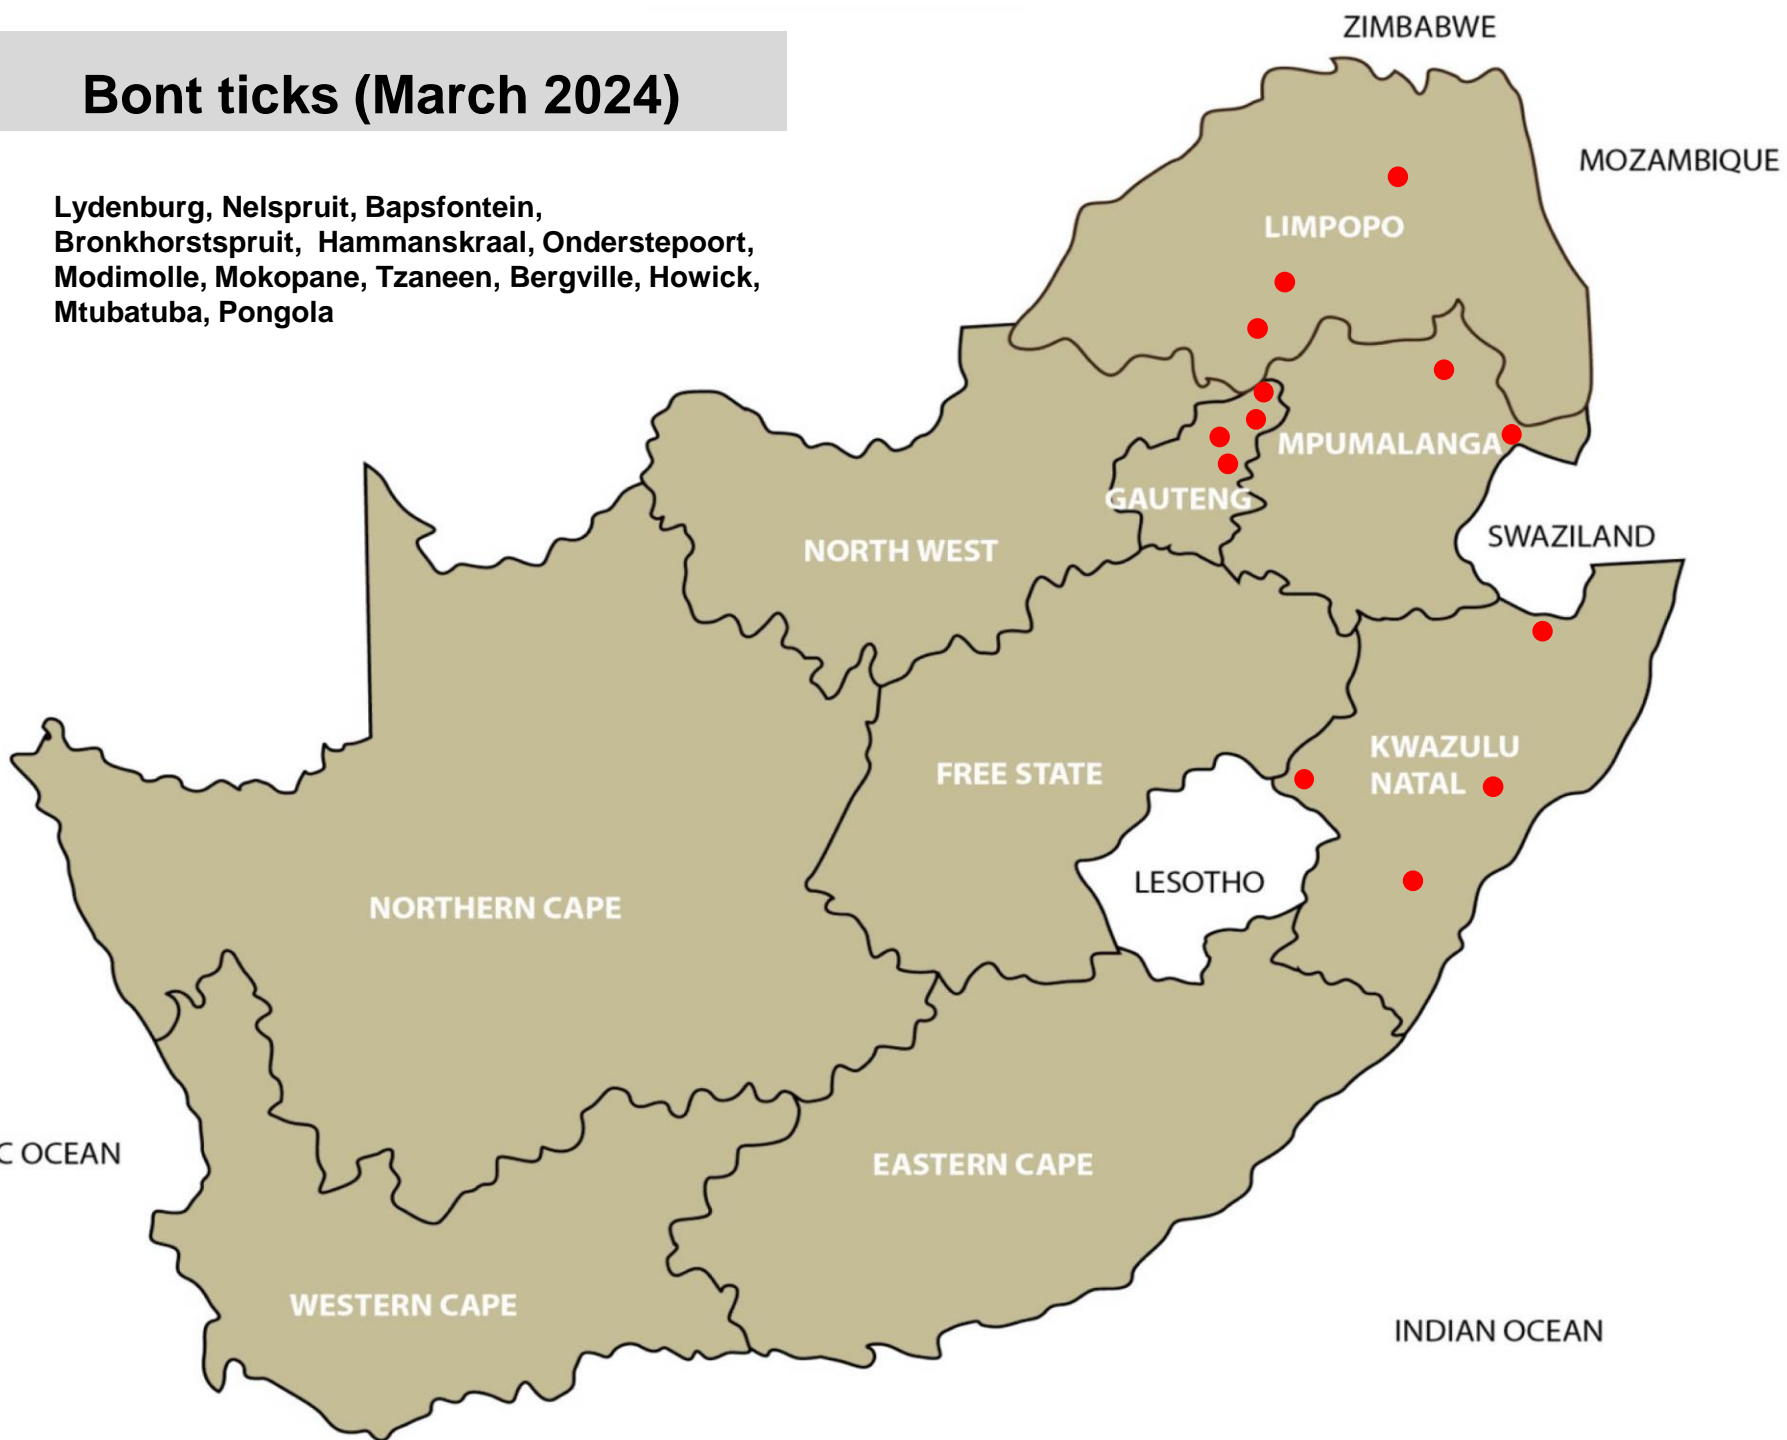 ZIMBABWE
Bont ticks (March 2024)
MOZAMBIQUE
Lydenburg, Nelspruit, Bapsfontein,
Bronkhorstspruit, Hammanskraal, Onderstepoort,
Modimolle, Mokopane, Tzaneen, Bergville, Howick,
Mtubatuba, Pongola
LIMPOPO
MPUMALANGA
GAUTENG
NORTH WEST
SWAZILAND
KWAZULU
NATAL
FREE STATE
LESOTHO
NORTHERN CAPE
C OCEAN
EASTERN CAPE
WESTERN CAPE
INDIAN OCEAN